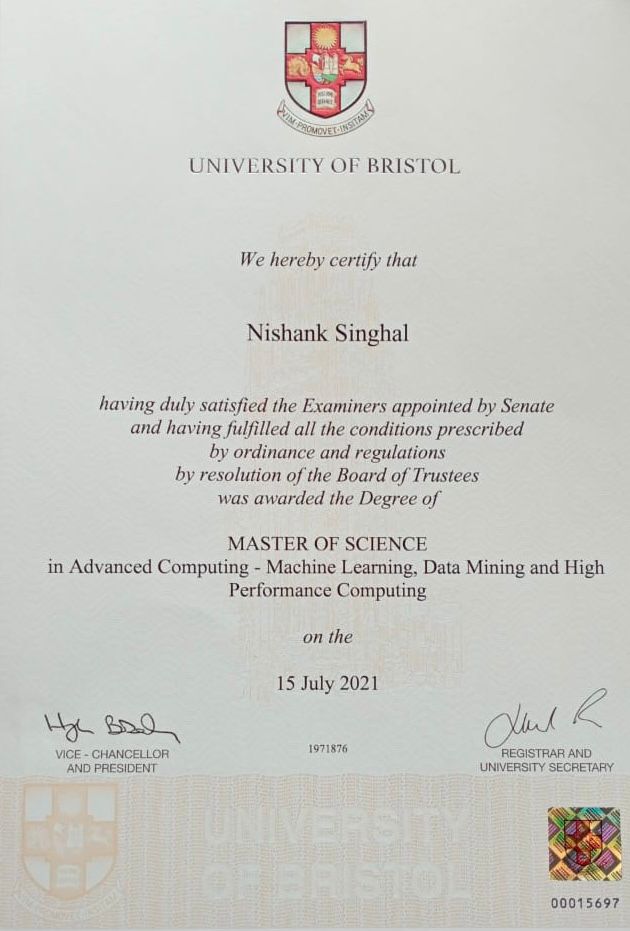 VIM·PROMOVET·INSITAM
UNIVERSITY OF BRISTOL
We hereby certify that
Nishank Singhal
having duly satisfied the Examiners appointed by Senate
and having fulfilled all the conditions prescribed
by ordinance and regulations
by resolution of the Board of Trustees
was awarded the Degree of
MASTER OF SCIENCE
in Advanced Computing - Machine Learning, Data Mining and High
Performance Computing
on the
15 July 2021
VICE - CHANCELLOR
AND PRESIDENT
1971876
REGISTRAR AND
UNIVERSITY SECRETARY
UNIVERSITY
OF BRISTOL
00015697